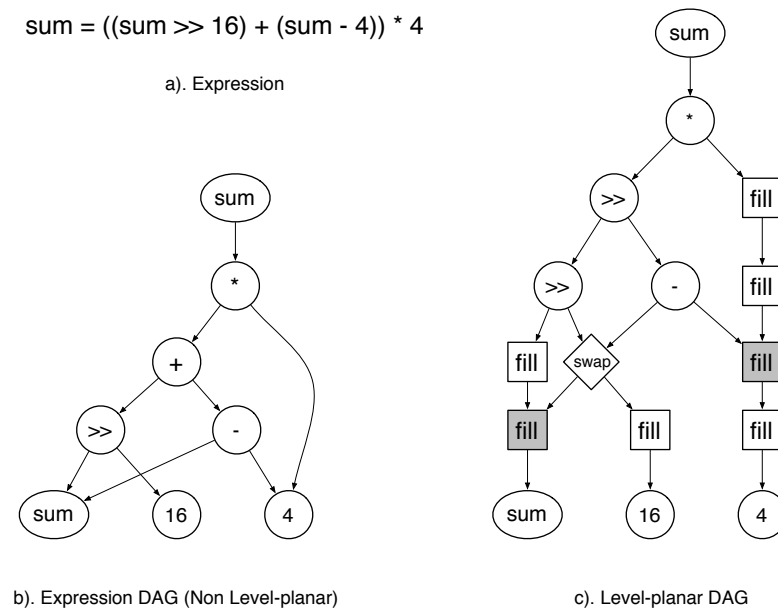 sum = ((sum >> 16) + (sum - 4)) * 4
a). Expression
sum
*
+
>>
-
sum
16
4
b). Expression DAG (Non Level-planar)
sum
*
>>
fill
>>
-
fill
fill
swap
fill
fill
fill
fill
sum
16
4
c). Level-planar DAG